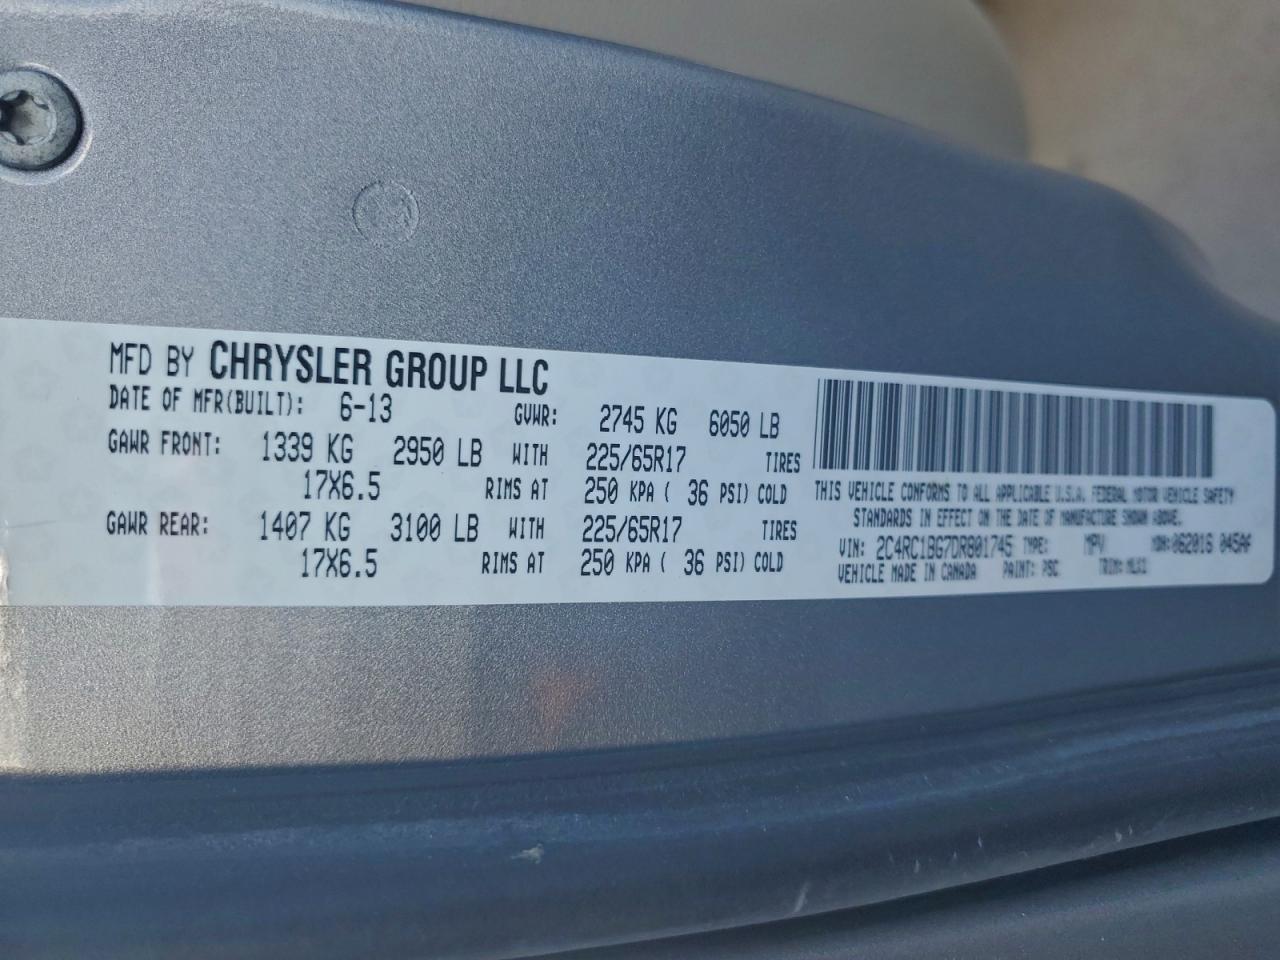 MFD BY CHRYSLER GROUP LLC
DATE OF MFR(BUILT): 6-13 GVWR: 2745 KG 6050 LB
GAWR FRONT: 1339 KG 2950 LB WITH 225/65R17 TIRES
17X6.5 RIMS AT 250 KPA ( 36 PSI) COLD
GAWR REAR: 1407 KG 3100 LB WITH 225/65R17 TIRES
17X6.5 RIMS AT 250 KPA ( 36 PSI) COLD
THIS VEHICLE CONFORMS TO ALL APPLICABLE U.S.A. FEDERAL MOTOR VEHICLE SAFETY
STANDARDS IN EFFECT ON THE DATE OF MANUFACTURE SHOWN ABOVE.
VIN: 2C4RC1BG7DR801745 TYPE: MPV MDH: 062016 045AF
VEHICLE MADE IN CANADA PAINT: PSC TRIM: